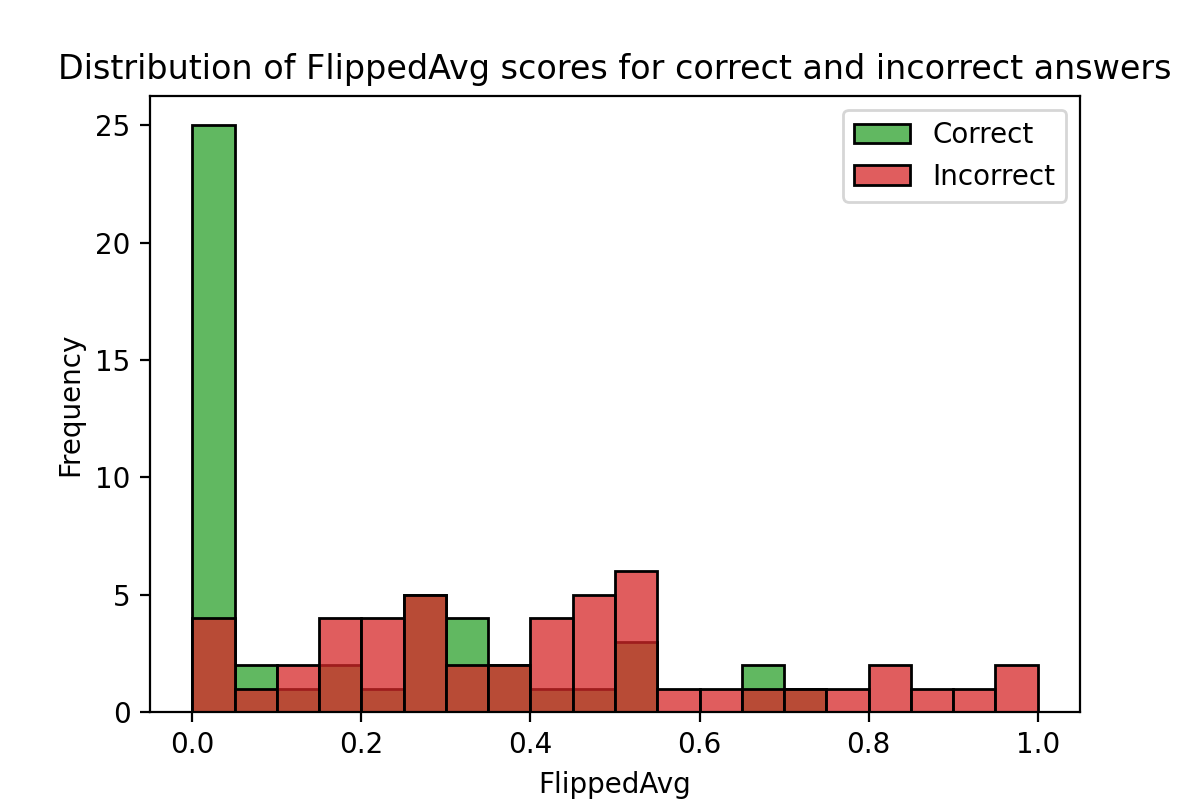 Distribution of FlippedAvg scores for correct and incorrect answers
Correct
Incorrect
25
20
15
10
5
0
Frequency
0.0 0.2 0.4 0.6 0.8 1.0
FlippedAvg